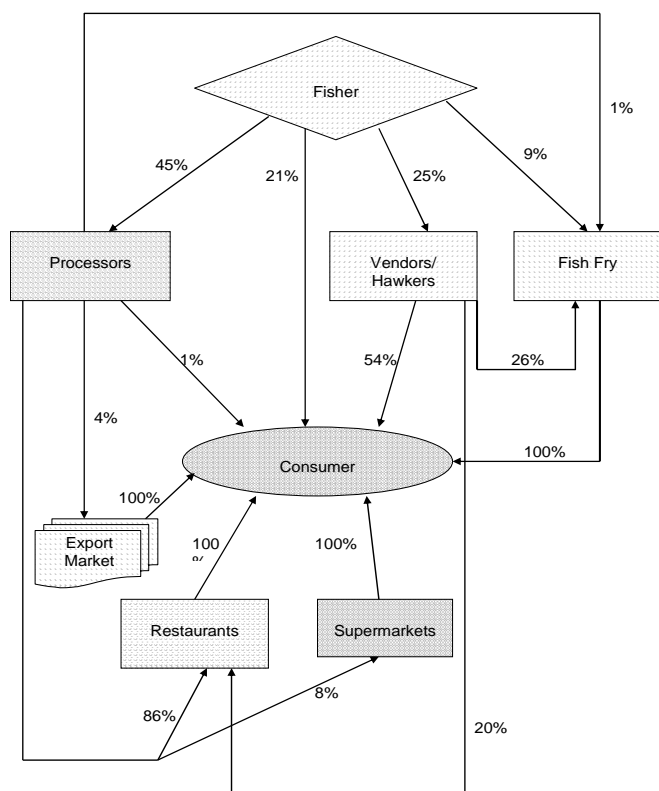 Fisher
1%
9%
45%
21%
25%
Processors
Vendors/
Hawkers
Fish Fry
1%
54%
26%
4%
Consumer
100%
100%
Export
Market
100
%
100%
Restaurants
Supermarkets
86%
8%
20%